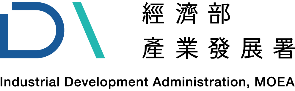 經濟部
產業發展署
Industrial Development Administration, MOEA